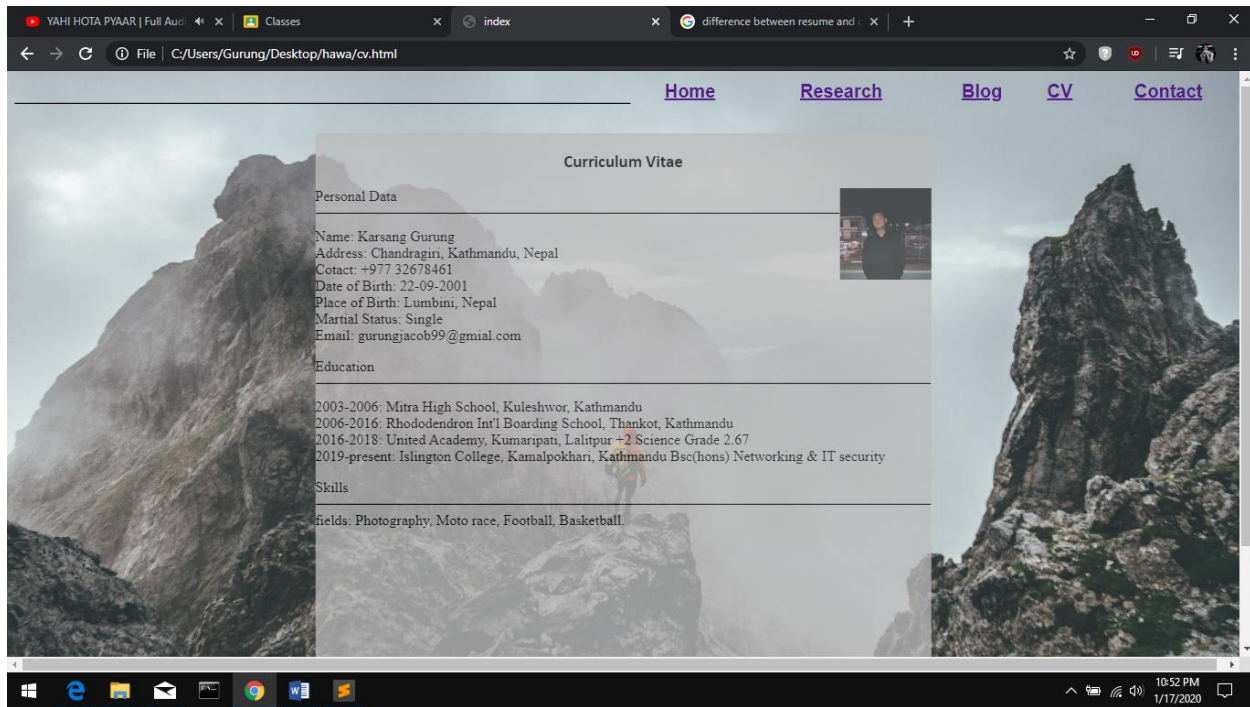 YAHI HOTA PYAAR | Full Audi
Classes
index
difference between resume and c
File | C:/Users/Gurung/Desktop/hawa/cv.html
Home Research Blog CV Contact
Curriculum Vitae
Personal Data
Name: Karsang Gurung
Address: Chandragiri, Kathmandu, Nepal
Cotact: +977 32678461
Date of Birth: 22-09-2001
Place of Birth: Lumbini, Nepal
Martial Status: Single
Email: gurungjacob99@gmial.com
Education
2003-2006: Mitra High School, Kuleshwor, Kathmandu
2006-2016: Rhododendron Int'l Boarding School, Thankot, Kathmandu
2016-2018: United Academy, Kumaripati, Lalitpur +2 Science Grade 2.67
2019-present: Islington College, Kamalpokhari, Kathmandu Bsc(hons) Networking & IT security
Skills
fields: Photography, Moto race, Football, Basketball.
10:52 PM
1/17/2020